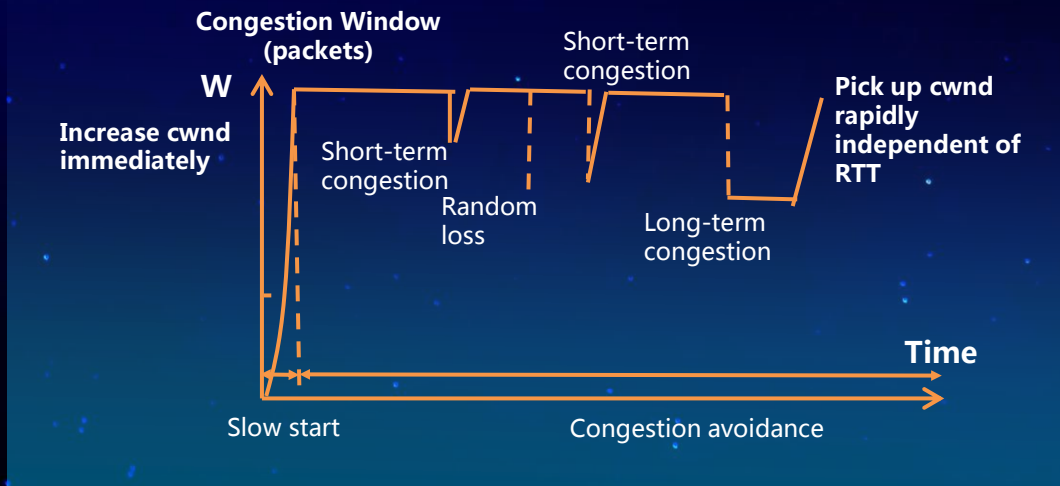 Congestion Window
(packets)
W
Increase cwnd
immediately
Short-term
congestion
Random
loss
Short-term
congestion
Long-term
congestion
Pick up cwnd
rapidly
independent of
RTT
Time
Slow start
Congestion avoidance